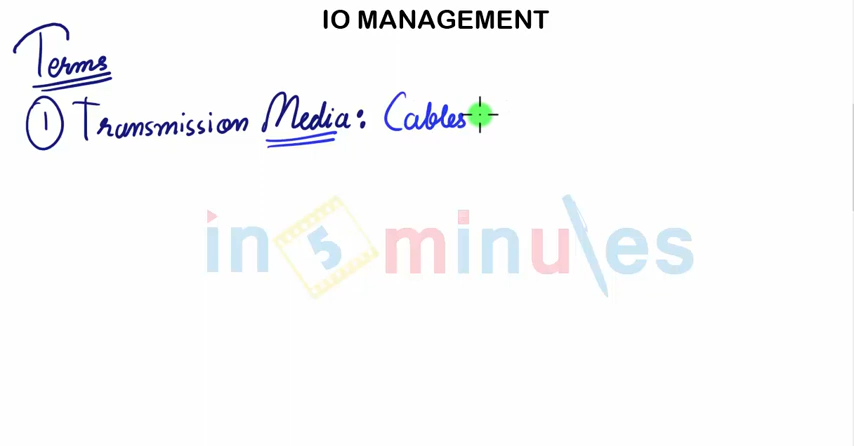 IO MANAGEMENT
Terms
① Transmission Media: Cables
in 5 minutes